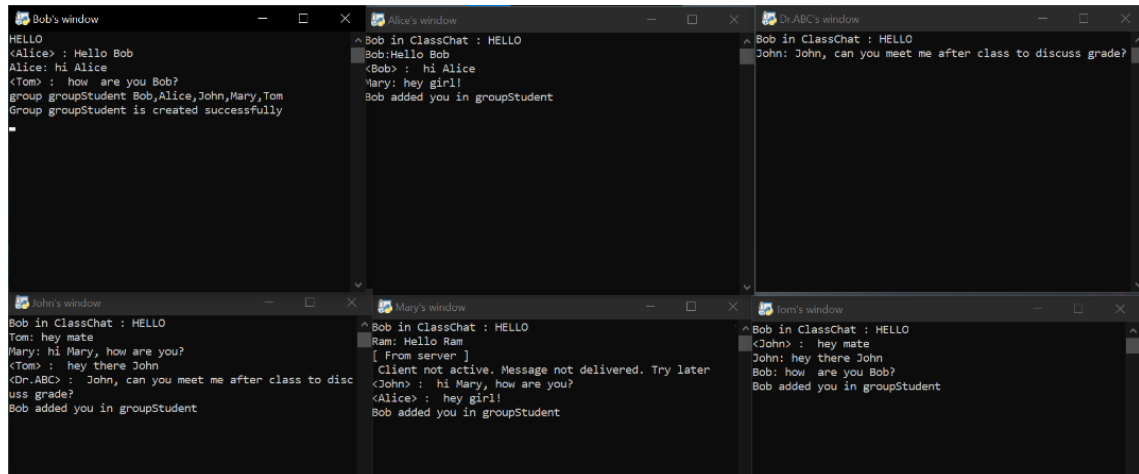 Bob's window
HELLO
<Alice> : Hello Bob
Alice: hi Alice
<Tom> :  how  are you Bob?
group groupStudent Bob,Alice,John,Mary,Tom
Group groupStudent is created successfully
Alice's window
Bob in ClassChat : HELLO
Bob:Hello Bob
<Bob> :  hi Alice
Mary: hey girl!
Bob added you in groupStudent
Dr.ABC's window
Bob in ClassChat : HELLO
John: John, can you meet me after class to discuss grade?
John's window
Bob in ClassChat : HELLO
Tom: hey mate
Mary: hi Mary, how are you?
<Tom> :  hey there John
<Dr.ABC> :  John, can you meet me after class to disc
uss grade?
Bob added you in groupStudent
Mary's window
Bob in ClassChat : HELLO
Ram: Hello Ram
[ From server ]
 Client not active. Message not delivered. Try later
<John> :  hi Mary, how are you?
<Alice> :  hey girl!
Bob added you in groupStudent
Tom's window
Bob in ClassChat : HELLO
<John> :  hey mate
John: hey there John
Bob: how  are you Bob?
Bob added you in groupStudent